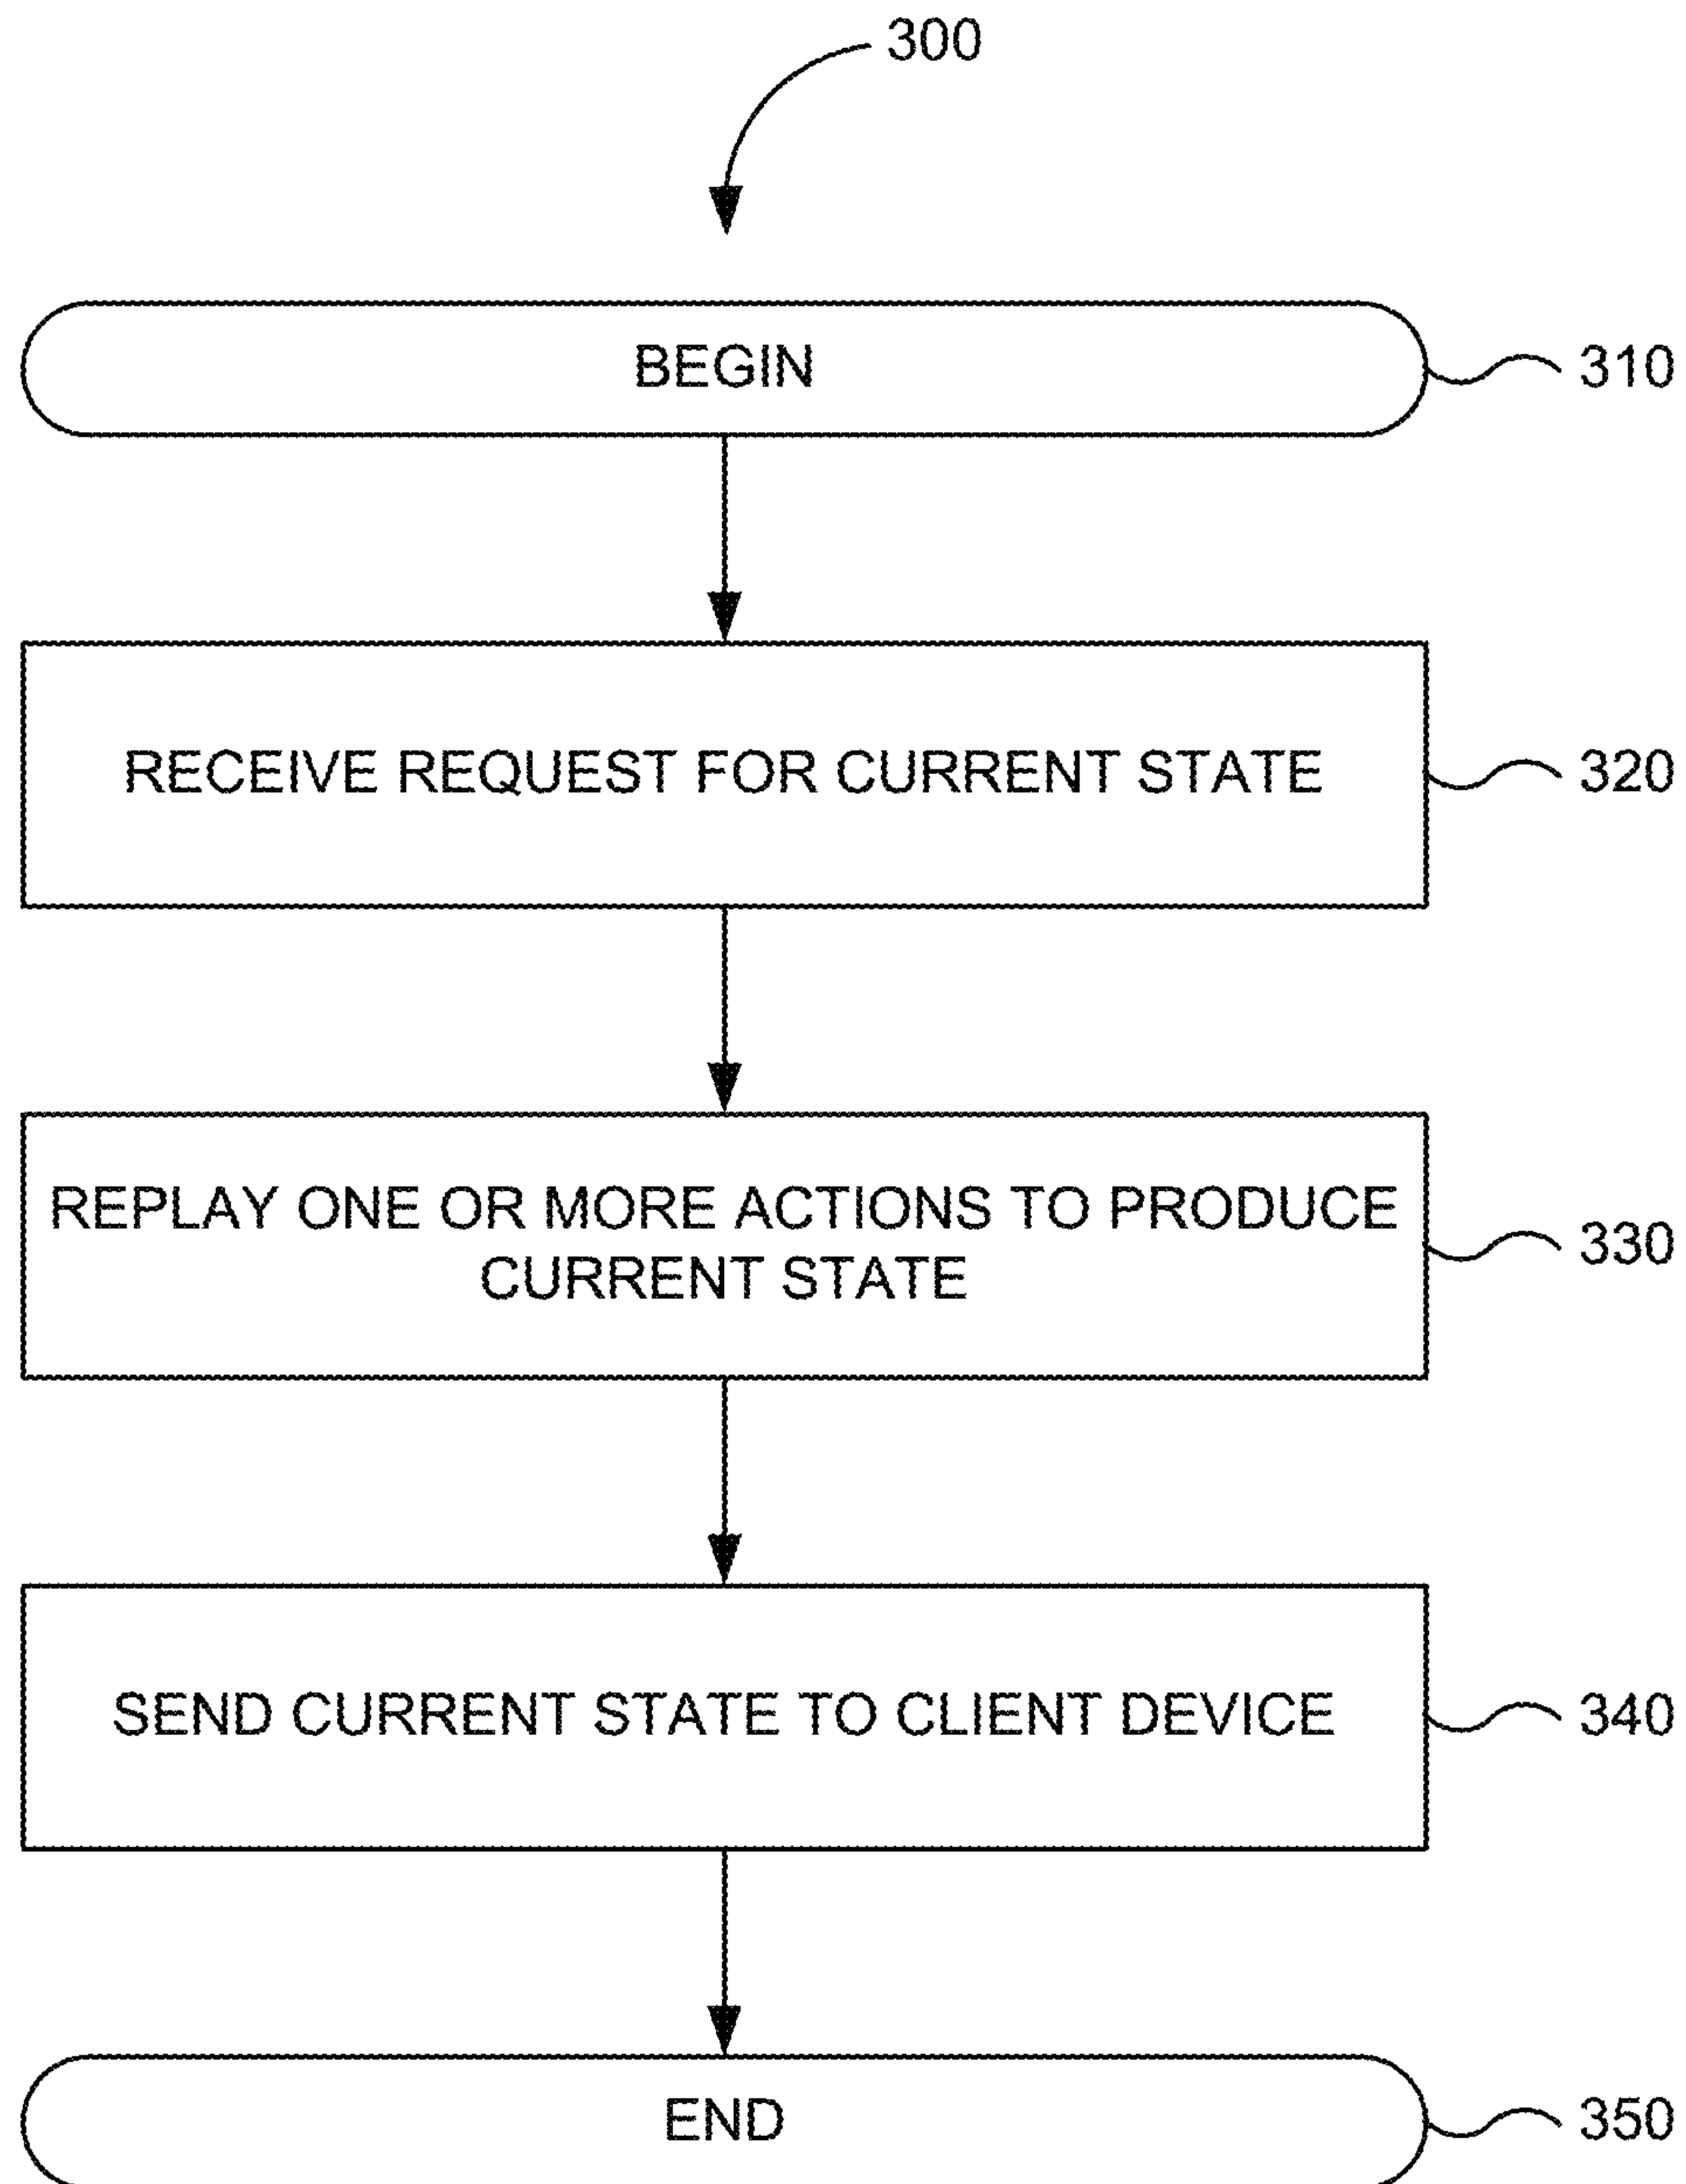 300
BEGIN
310
RECEIVE REQUEST FOR CURRENT STATE
320
REPLAY ONE OR MORE ACTIONS TO PRODUCE
CURRENT STATE
330
SEND CURRENT STATE TO CLIENT DEVICE
340
END
350